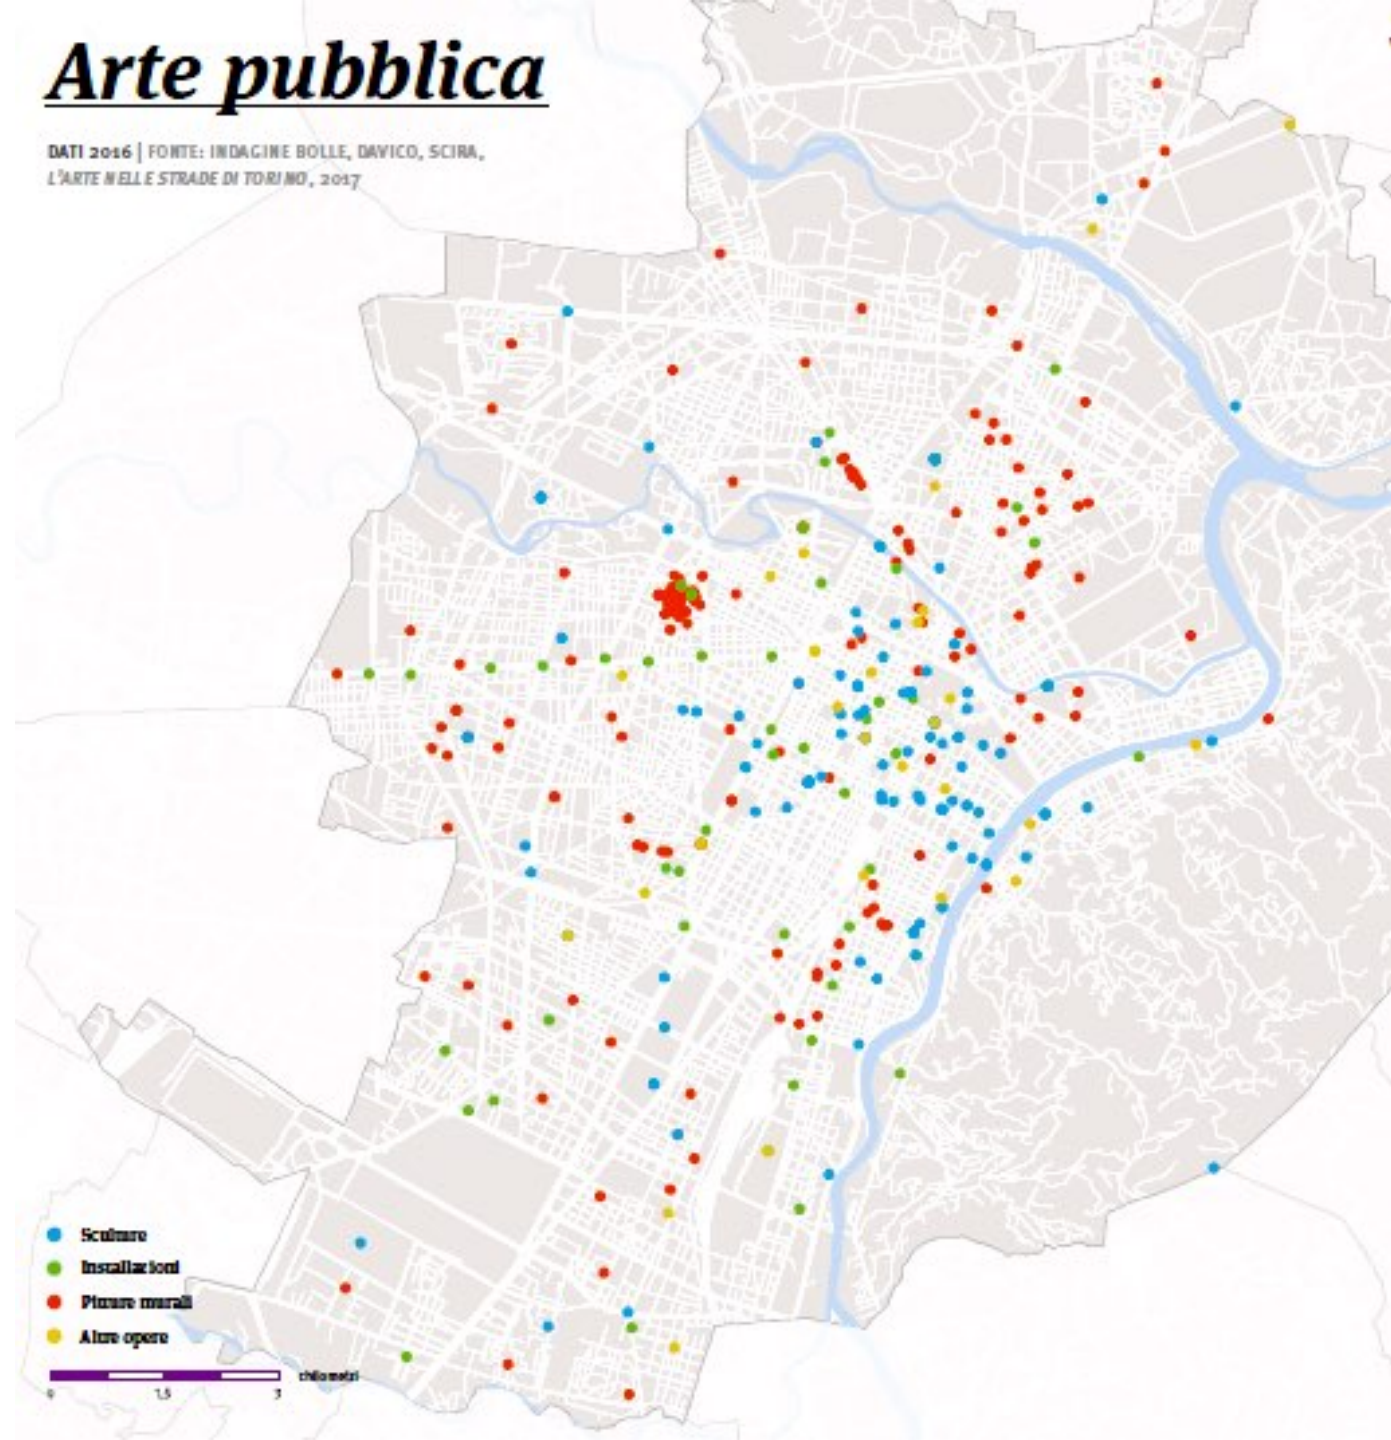 Arte pubblica
DATI 2016 | FONTE: INDAGINE BOLLE, DAVICO, SCIRA,
L'ARTE NELLE STRADE DI TORINO, 2017
Sculture
Installazioni
Pitture murali
Altre opere
chilometri
0 1,5 3